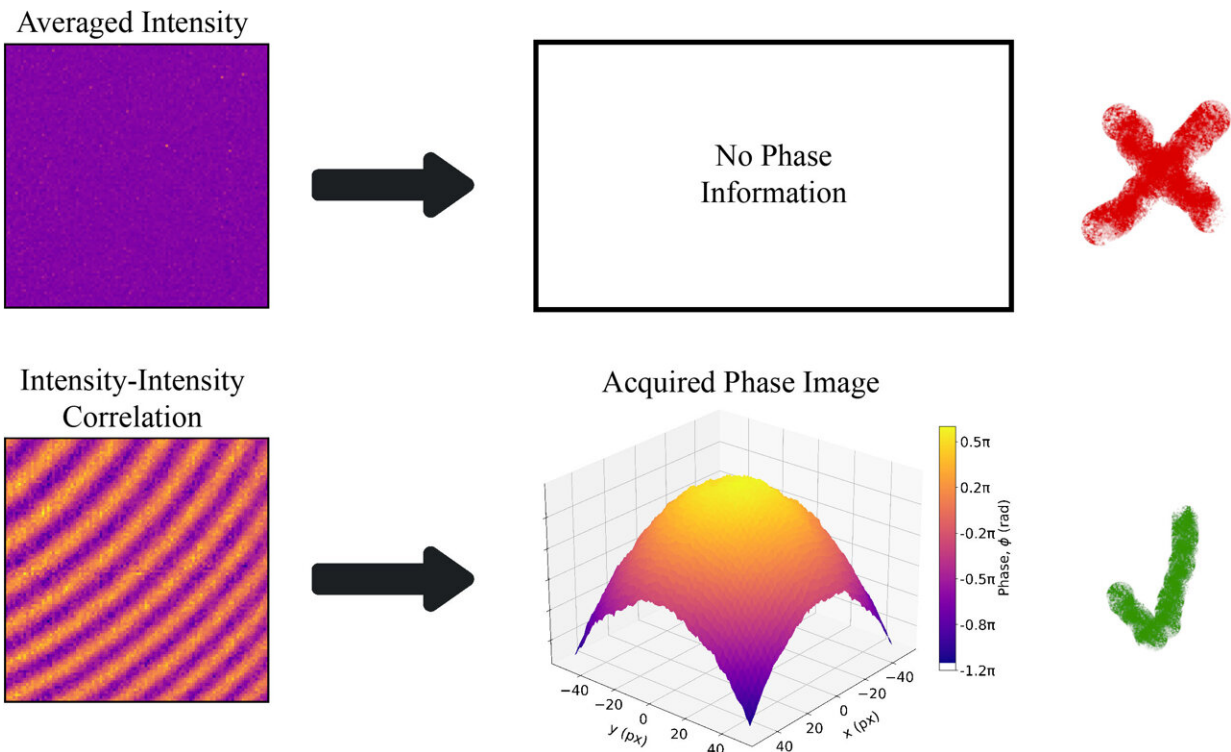 Averaged Intensity
No Phase
Information
Intensity-Intensity
Correlation
Acquired Phase Image
0.5π
0.2π
-0.2π
-0.5π
-0.8π
-1.2π
Phase, ϕ (rad)
−40
−20
0
20
40
y (px)
−40
−20
0
20
40
x (px)